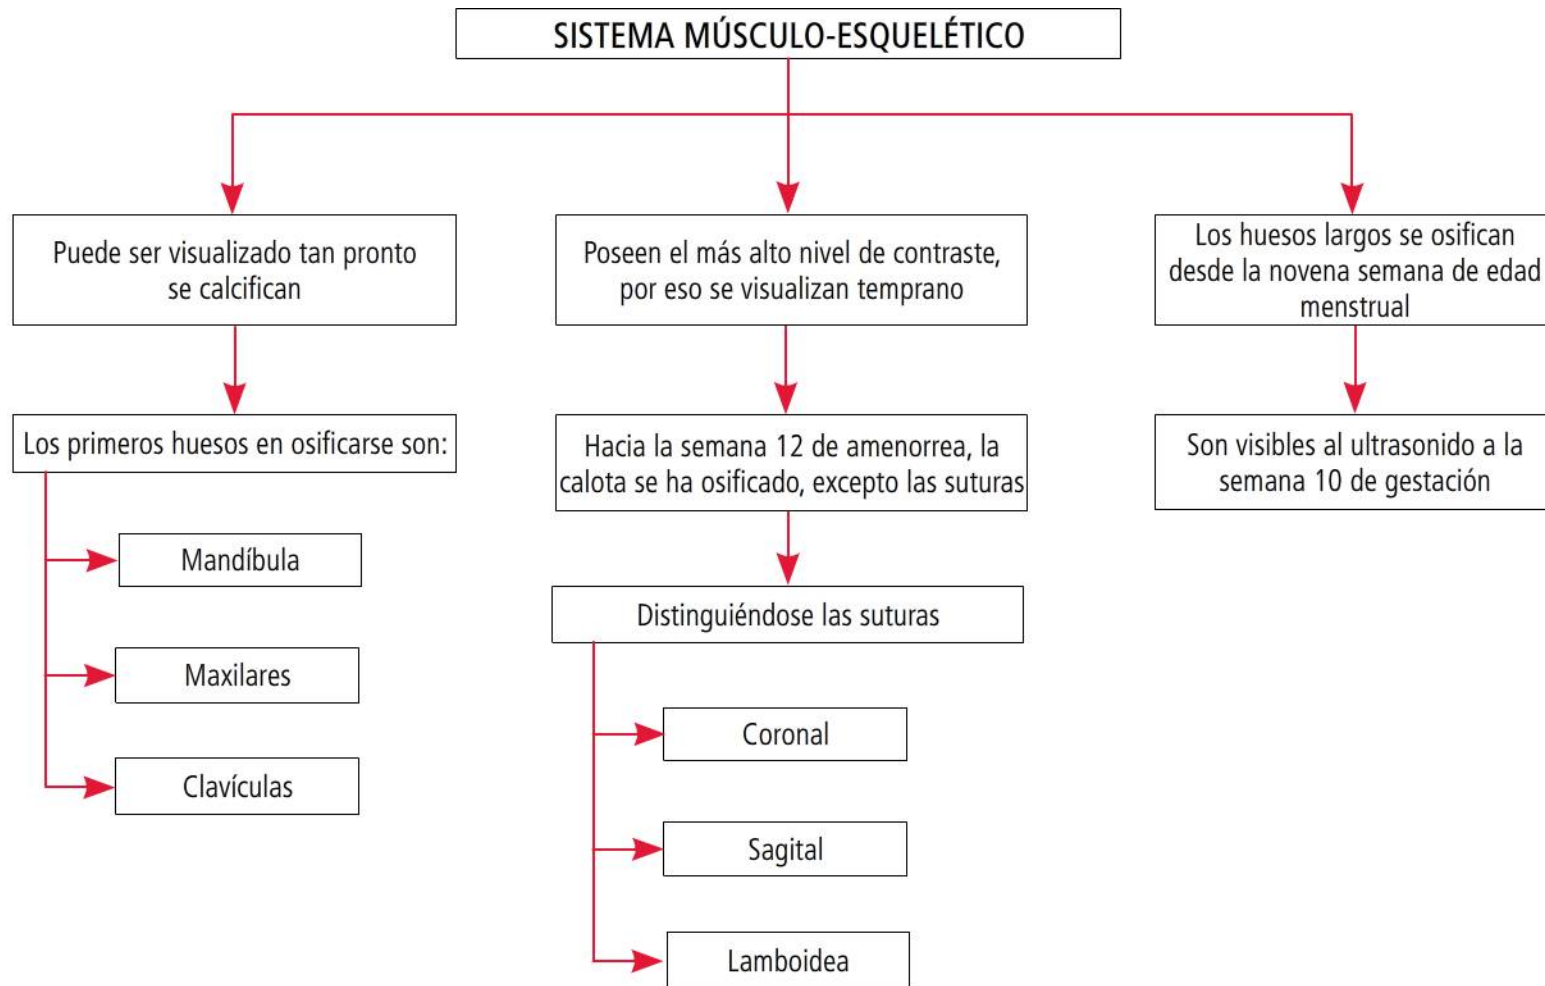 SISTEMA MÚSCULO-ESQUELÉTICO
Puede ser visualizado tan pronto
se calcifican
Los primeros huesos en osificarse son:
Mandíbula
Maxilares
Clavículas
Poseen el más alto nivel de contraste,
por eso se visualizan temprano
Hacia la semana 12 de amenorrea, la
calota se ha osificado, excepto las suturas
Distinguiéndose las suturas
Coronal
Sagital
Lamboidea
Los huesos largos se osifican
desde la novena semana de edad
menstrual
Son visibles al ultrasonido a la
semana 10 de gestación